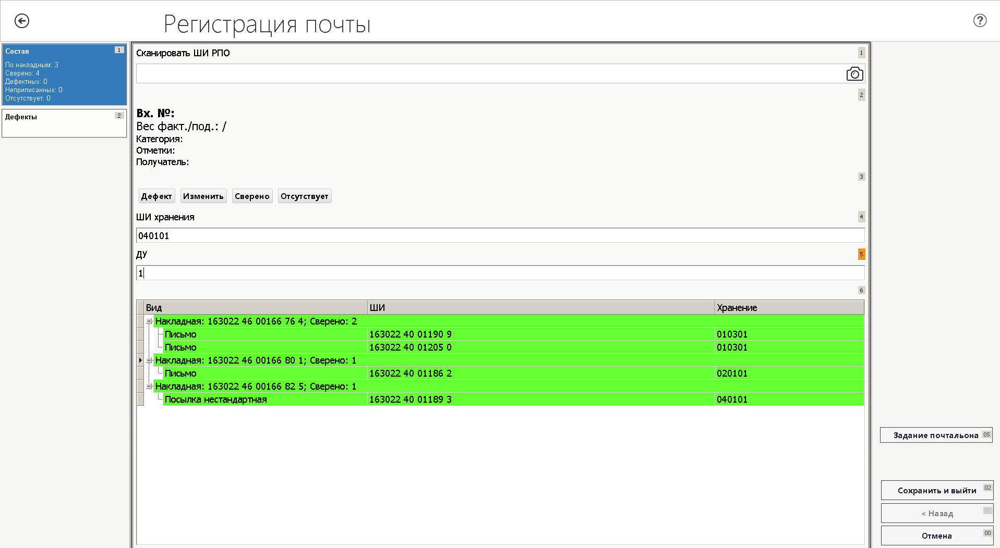 Регистрация почты
?
Состав 1
По накладным: 3
Сверено: 4
Дефектных: 0
Неприписанных: 0
Отсутствует: 0
Дефекты 2
Сканировать ШИ РПО 1
2
Вх. №:
Вес факт./под.: /
Категория:
Отметки:
Получатель:
3
Дефект Изменить Сверено Отсутствует
ШИ хранения 4
040101
ДУ 5
1
6
Вид ШИ Хранение
Накладная: 163022 46 00166 76 4; Сверено: 2
Письмо 163022 40 01190 9 010301
Письмо 163022 40 01205 0 010301
Накладная: 163022 46 00166 80 1; Сверено: 1
Письмо 163022 40 01186 2 020101
Накладная: 163022 46 00166 82 5; Сверено: 1
Посылка нестандартная 163022 40 01189 3 040101
Задание почтальона 05
Сохранить и выйти 02
< Назад 01
Отмена 00